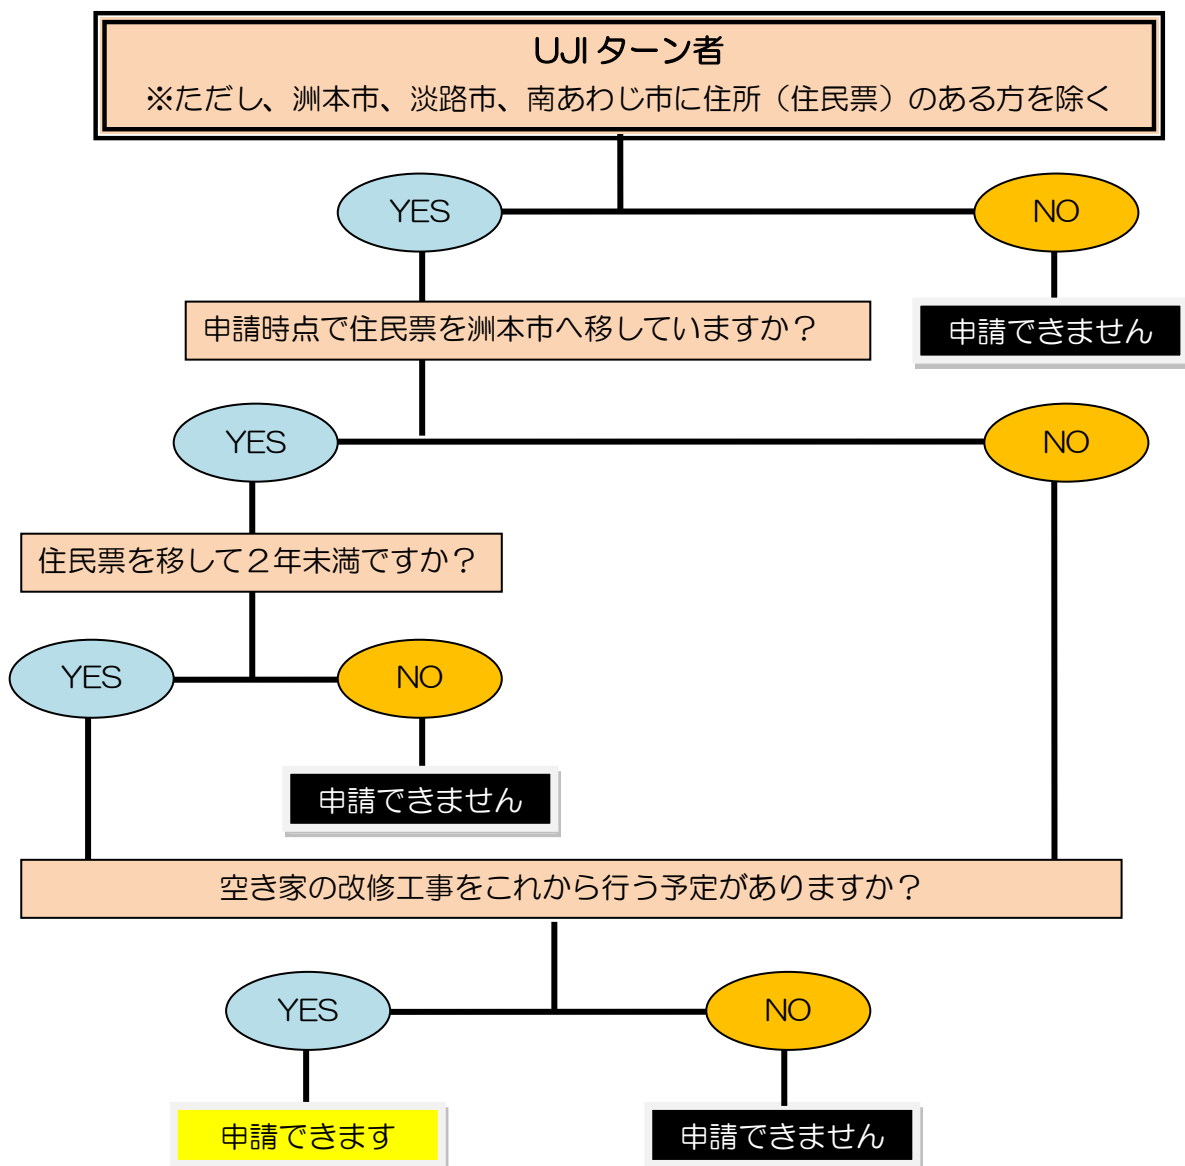 UJIターン者
※ただし、洲本市、淡路市、南あわじ市に住所（住民票）のある方を除く
YES
NO
申請時点で住民票を洲本市へ移していますか？
申請できません
YES
NO
住民票を移して２年未満ですか？
YES
NO
申請できません
空き家の改修工事をこれから行う予定がありますか？
YES
NO
申請できます
申請できません